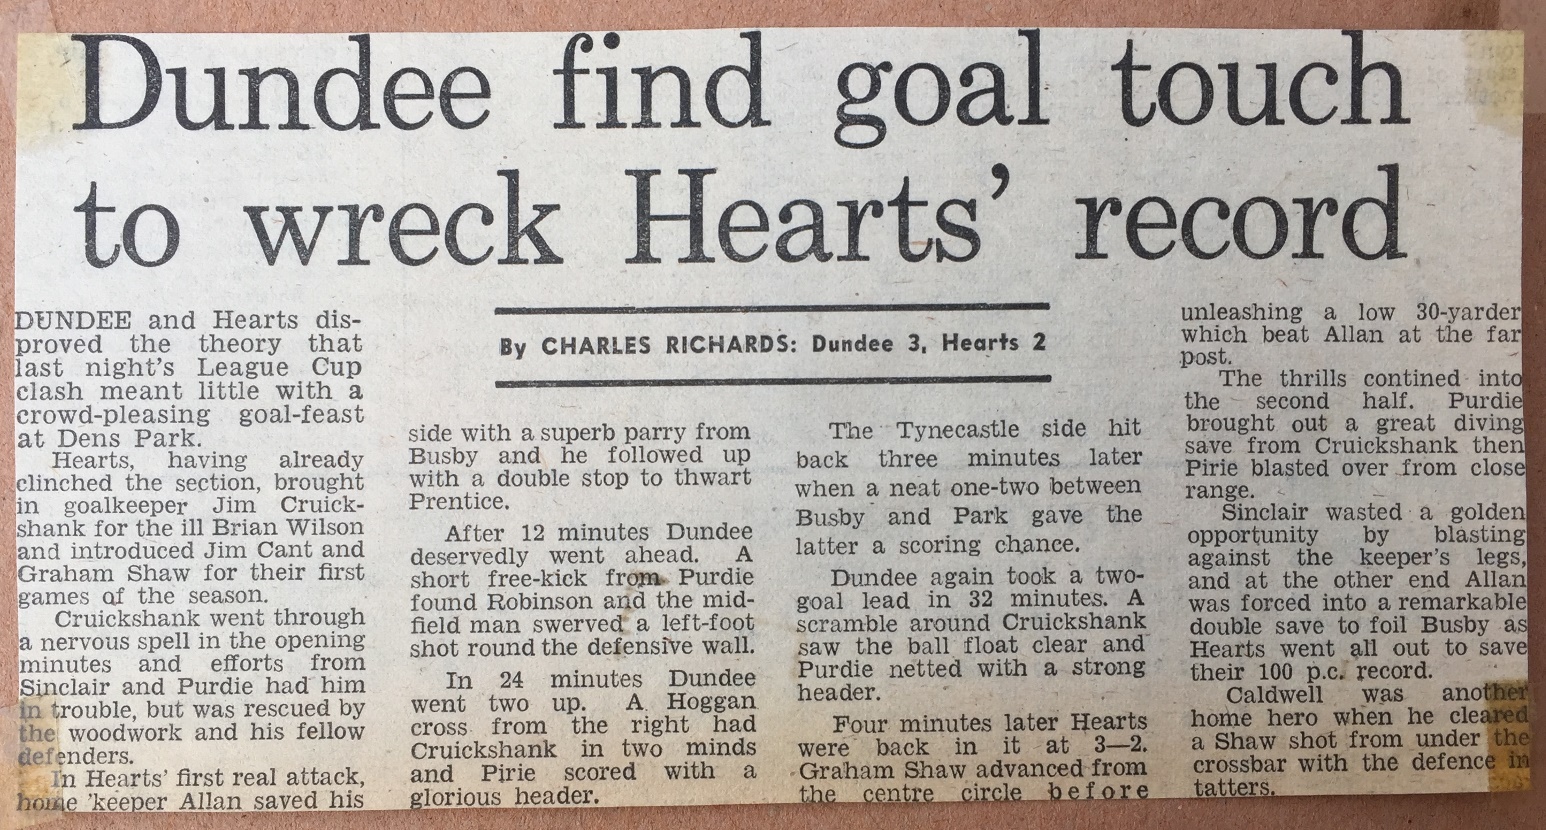 Dundee find goal touch
to wreck Hearts' record
By CHARLES RICHARDS: Dundee 3, Hearts 2
DUNDEE and Hearts dis-
proved the theory that
last night's League Cup
clash meant little with a
crowd-pleasing goal-feast
at Dens Park.
Hearts, having already
clinched the section, brought
in goalkeeper Jim Cruick-
shank for the ill Brian Wilson
and introduced Jim Cant and
Graham Shaw for their first
games of the season.
Cruickshank went through
a nervous spell in the opening
minutes and efforts from
Sinclair and Purdie had him
in trouble, but was rescued by
the woodwork and his fellow
defenders.
In Hearts' first real attack,
home 'keeper Allan saved his
side with a superb parry from
Busby and he followed up
with a double stop to thwart
Prentice.
After 12 minutes Dundee
deservedly went ahead. A
short free-kick from Purdie
found Robinson and the mid-
field man swerved a left-foot
shot round the defensive wall.
In 24 minutes Dundee
went two up. A Hoggan
cross from the right had
Cruickshank in two minds
and Pirie scored with a
glorious header.
The Tynecastle side hit
back three minutes later
when a neat one-two between
Busby and Park gave the
latter a scoring chance.
Dundee again took a two-
goal lead in 32 minutes. A
scramble around Cruickshank
saw the ball float clear and
Purdie netted with a strong
header.
Four minutes later Hearts
were back in it at 3—2.
Graham Shaw advanced from
the centre circle before
unleashing a low 30-yarder
which beat Allan at the far
post.
The thrills contined into
the second half. Purdie
brought out a great diving
save from Cruickshank then
Pirie blasted over from close
range.
Sinclair wasted a golden
opportunity by blasting
against the keeper's legs,
and at the other end Allan
was forced into a remarkable
double save to foil Busby as
Hearts went all out to save
their 100 p.c. record.
Caldwell was another
home hero when he cleared
a Shaw shot from under the
crossbar with the defence in
tatters.